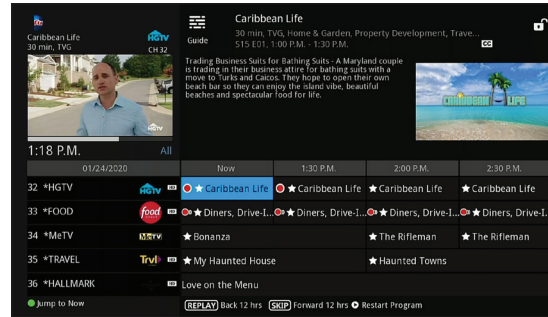 Caribbean Life
30 min, TVG
HGTV
CH 32
HGTV
1:18 P.M.
All
Guide
Caribbean Life
30 min, TVG, Home & Garden, Property Development, Trave...
S15 E01, 1:00 P.M. - 1:30 P.M.
CC
Trading Business Suits for Bathing Suits - A Maryland couple
is trading in their business attire for bathing suits with a
move to Turks and Caicos. They hope to open their own
beach bar so they can enjoy the island vibe, beautiful
beaches and spectacular food for life.
CARIBBEAN LIFE
01/24/2020
Now
1:30 P.M.
2:00 P.M.
2:30 P.M.
32 *HGTV
HGTV
HD
Caribbean Life
Caribbean Life
Caribbean Life
Caribbean Life
33 *FOOD
food
HD
Diners, Drive-I...
Diners, Drive-I...
Diners, Drive-I...
Diners, Drive-I...
34 *MeTV
MeTV
Bonanza
The Rifleman
The Rifleman
35 *TRAVEL
Trvl
HD
My Haunted House
Haunted Towns
36 *HALLMARK
HD
Love on the Menu
Jump to Now
REPLAY Back 12 hrs
SKIP Forward 12 hrs
Restart Program